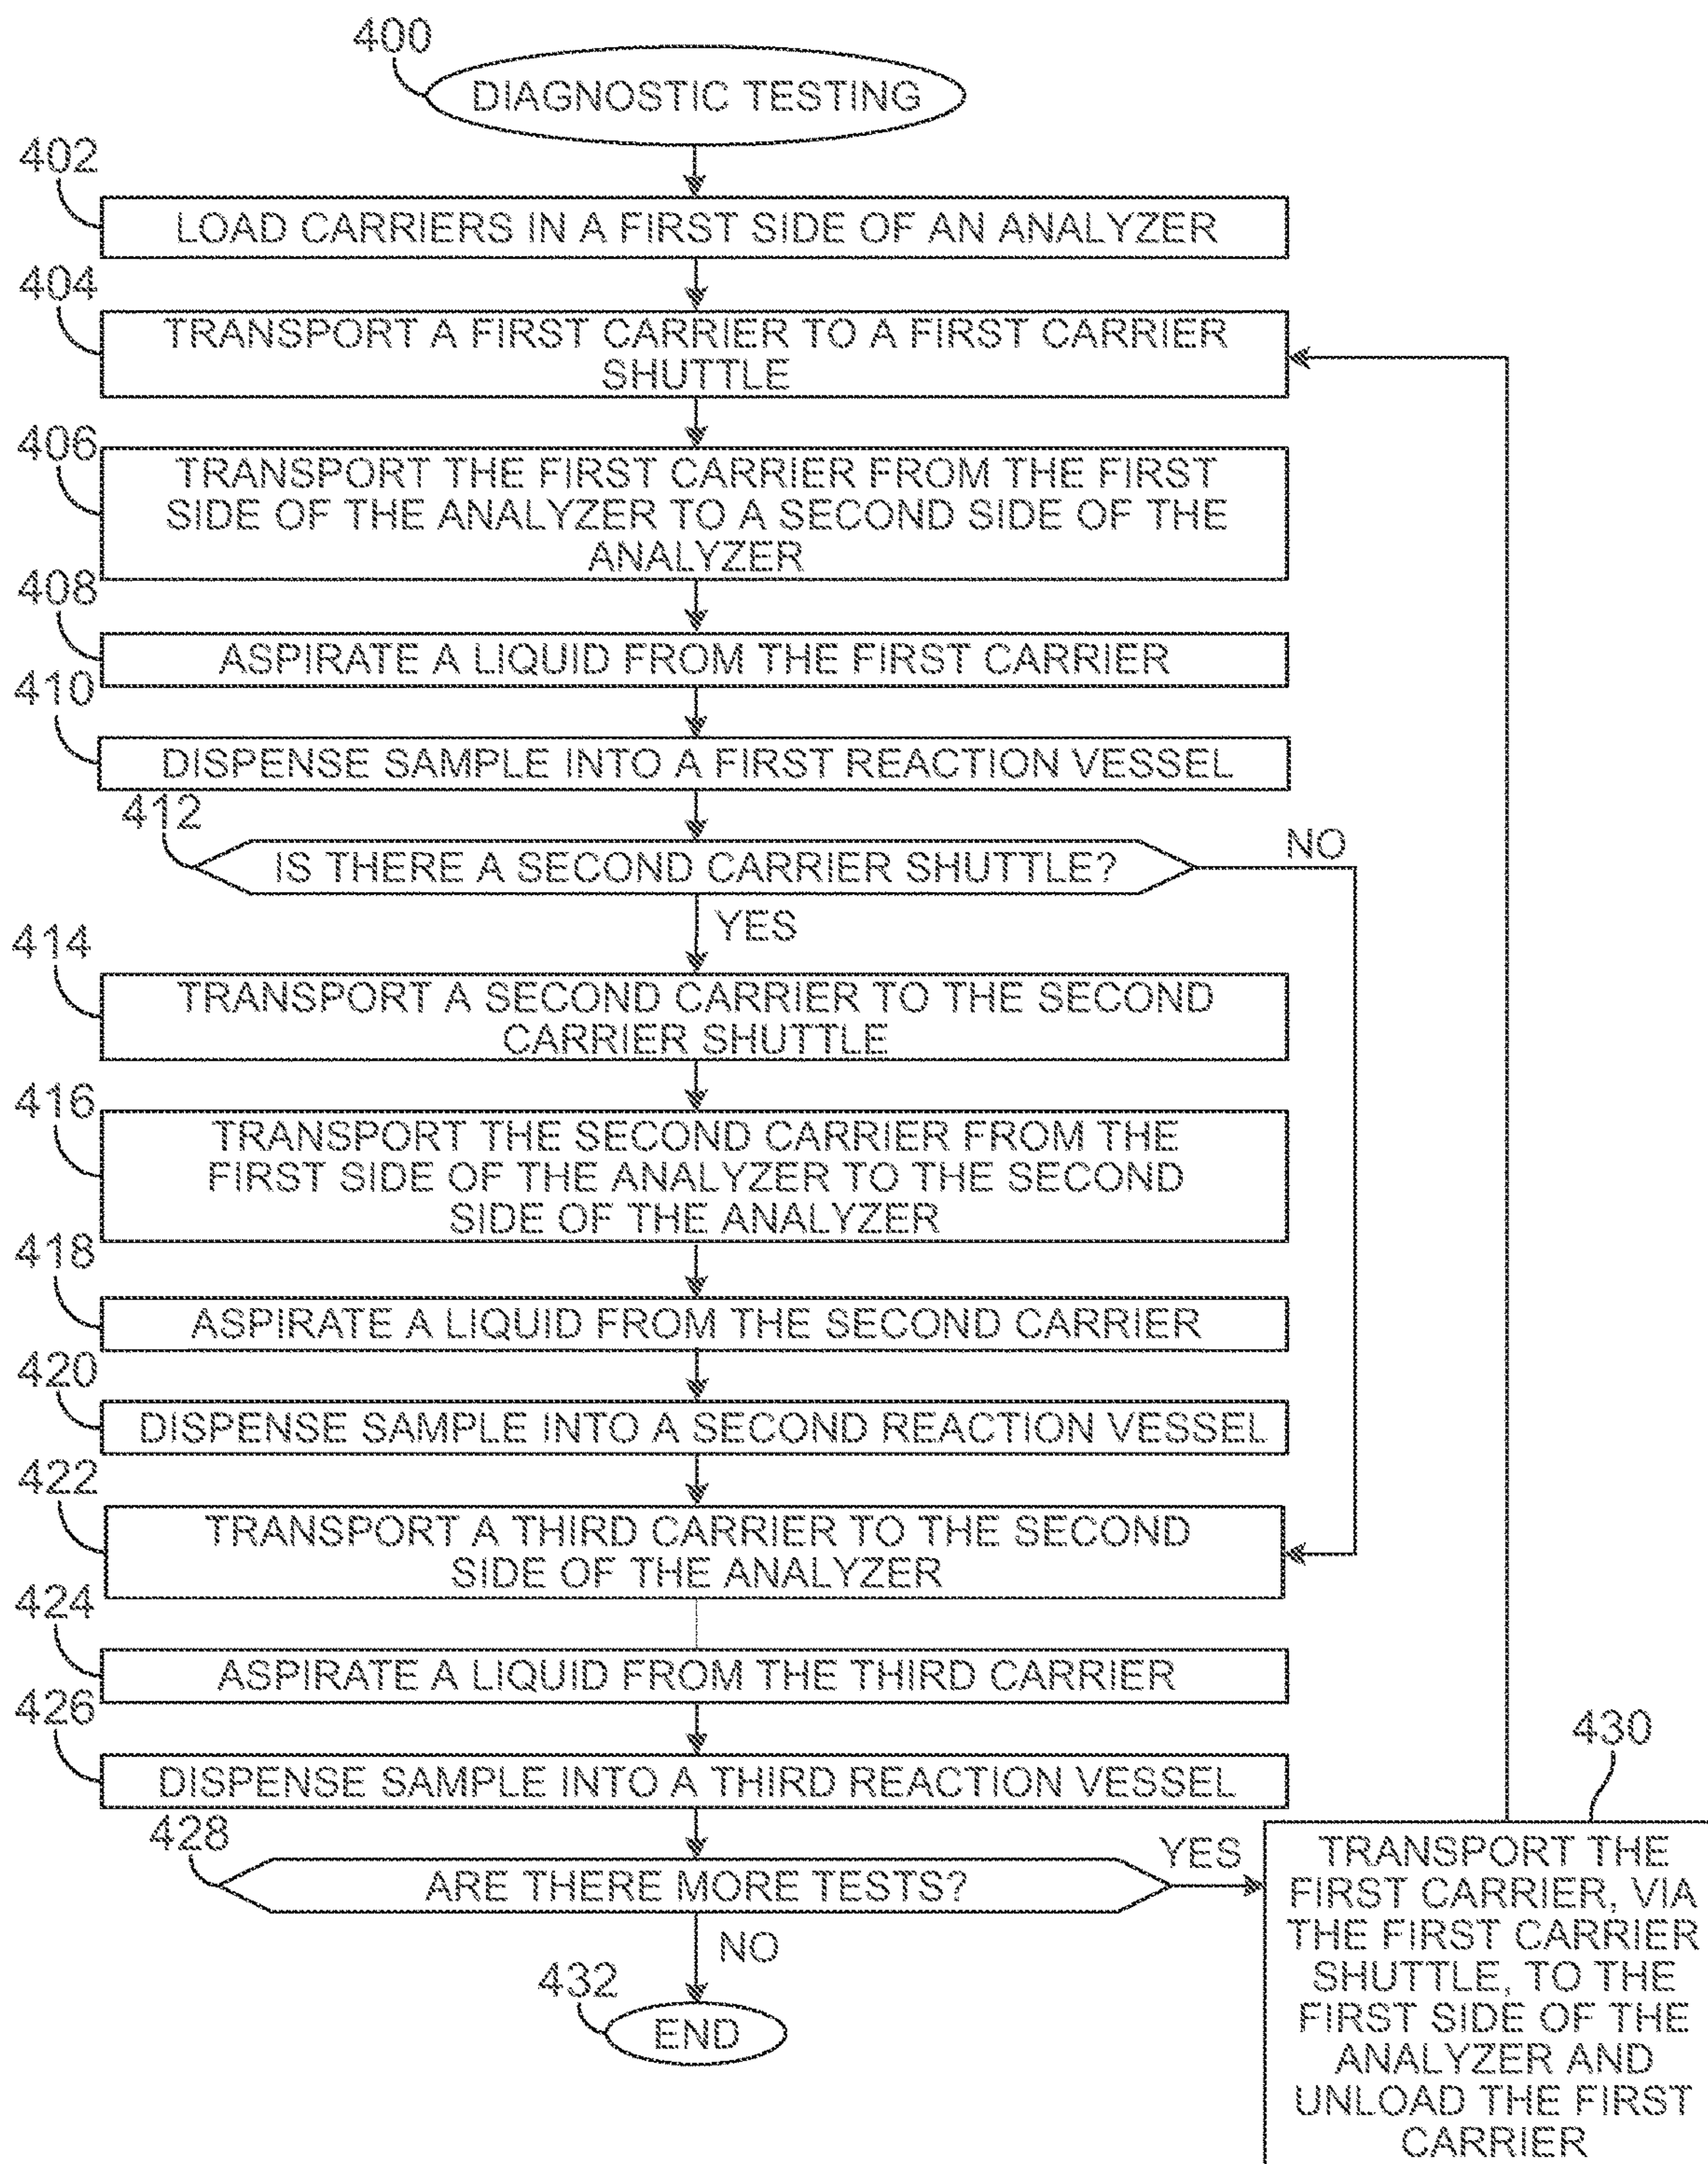 400
DIAGNOSTIC TESTING
402
LOAD CARRIERS IN A FIRST SIDE OF AN ANALYZER
404
TRANSPORT A FIRST CARRIER TO A FIRST CARRIER
SHUTTLE
406
TRANSPORT THE FIRST CARRIER FROM THE FIRST
SIDE OF THE ANALYZER TO A SECOND SIDE OF THE
ANALYZER
408
ASPIRATE A LIQUID FROM THE FIRST CARRIER
410
DISPENSE SAMPLE INTO A FIRST REACTION VESSEL
412
IS THERE A SECOND CARRIER SHUTTLE?
NO
YES
414
TRANSPORT A SECOND CARRIER TO THE SECOND
CARRIER SHUTTLE
416
TRANSPORT THE SECOND CARRIER FROM THE
FIRST SIDE OF THE ANALYZER TO THE SECOND
SIDE OF THE ANALYZER
418
ASPIRATE A LIQUID FROM THE SECOND CARRIER
420
DISPENSE SAMPLE INTO A SECOND REACTION VESSEL
422
TRANSPORT A THIRD CARRIER TO THE SECOND
SIDE OF THE ANALYZER
424
ASPIRATE A LIQUID FROM THE THIRD CARRIER
426
DISPENSE SAMPLE INTO A THIRD REACTION VESSEL
428
ARE THERE MORE TESTS?
YES
NO
432
END
430
TRANSPORT THE
FIRST CARRIER, VIA
THE FIRST CARRIER
SHUTTLE, TO THE
FIRST SIDE OF THE
ANALYZER AND
UNLOAD THE FIRST
CARRIER